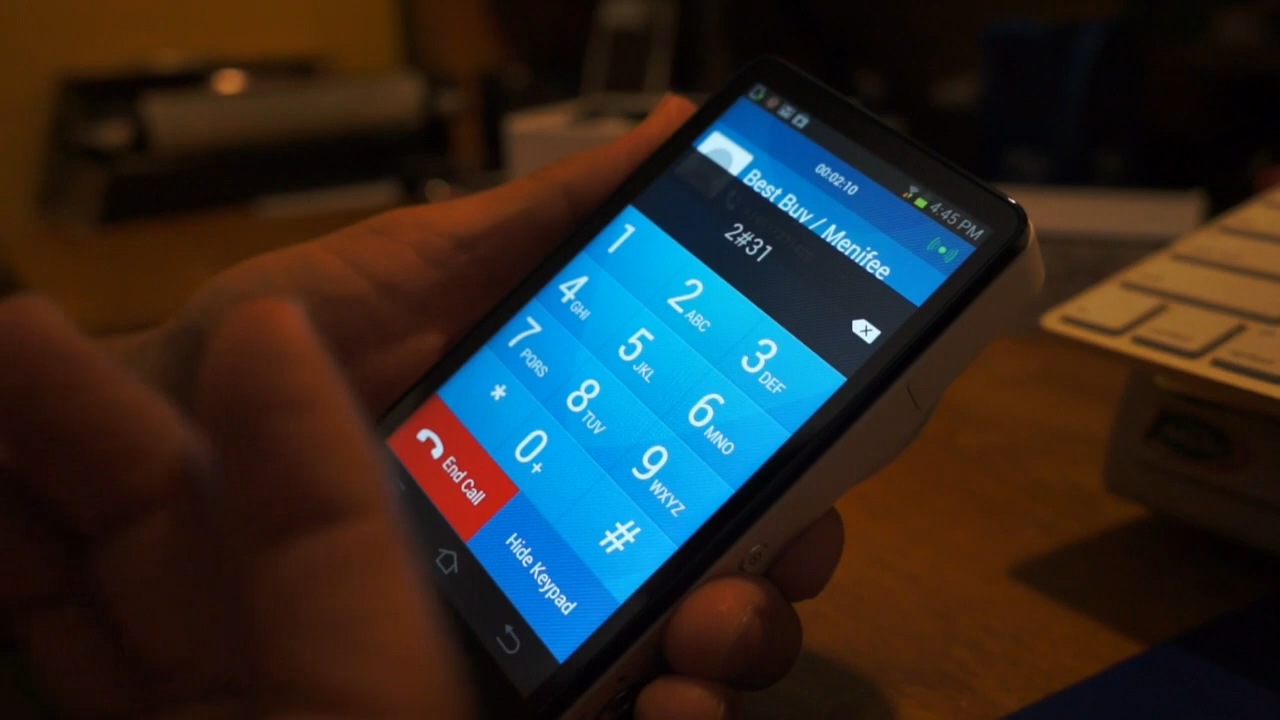 4:45 PM
00:02:10
Best Buy / Menifee
2#31
1
2 ABC
3 DEF
4 GHI
5 JKL
6 MNO
7 PQRS
8 TUV
9 WXYZ
*
0 +
#
End Call
Hide Keypad